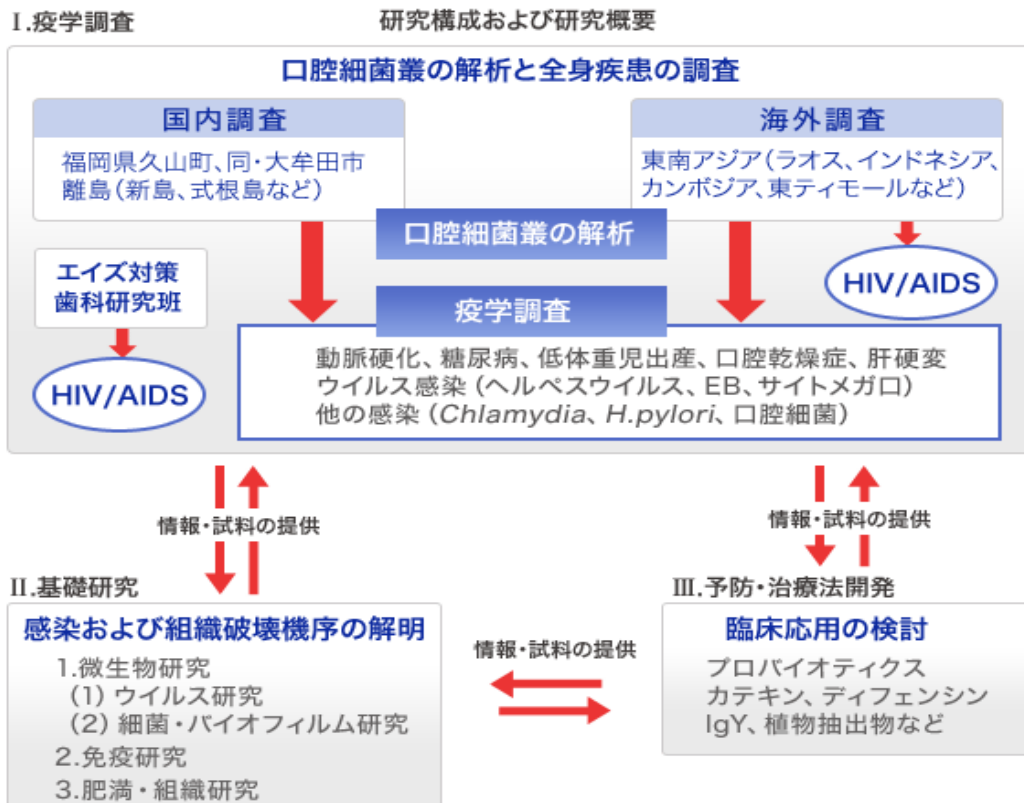 I.疫学調査
研究構成および研究概要
口腔細菌叢の解析と全身疾患の調査
国内調査
福岡県久山町、同・大牟田市
離島（新島、式根島など）
海外調査
東南アジア（ラオス、インドネシア、
カンボジア、東ティモールなど）
口腔細菌叢の解析
エイズ対策
歯科研究班
HIV/AIDS
HIV/AIDS
疫学調査
動脈硬化、糖尿病、低体重児出産、口腔乾燥症、肝硬変
ウイルス感染（ヘルペスウイルス、EB、サイトメガロ）
他の感染（Chlamydia、H.pylori、口腔細菌）
情報・試料の提供
情報・試料の提供
II.基礎研究
感染および組織破壊機序の解明
1.微生物研究
(1) ウイルス研究
(2) 細菌・バイオフィルム研究
2.免疫研究
3.肥満・組織研究
情報・試料の提供
III.予防・治療法開発
臨床応用の検討
プロバイオティクス
カテキン、ディフェンシン
IgY、植物抽出物など